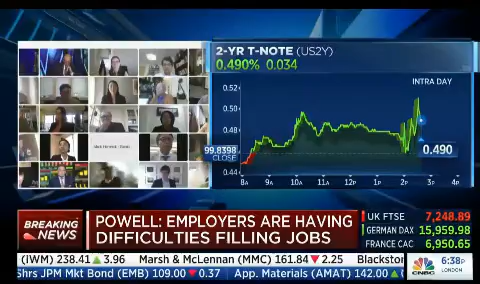 2-YR T-NOTE (US2Y)
0.490% 0.034
INTRA DAY
0.52
0.50
0.48
99.8398
CLOSE
0.44
0.490
8A 9A 10A 11A 12P 1P 2P 3P 4P
BREAKING NEWS
POWELL: EMPLOYERS ARE HAVING
DIFFICULTIES FILLING JOBS
UK FTSE 7,248.89
GERMAN DAX 15,959.98
FRANCE CAC 6,950.65
(IWM) 238.41 ▲ 3.96 Marsh & McLennan (MMC) 161.84 ▼ 2.25 Blackstone
Shrs JPM Mkt Bond (EMB) 109.00 ▼ 0.37 App. Materials (AMAT) 142.00
CNBC
6:38P
LONDON